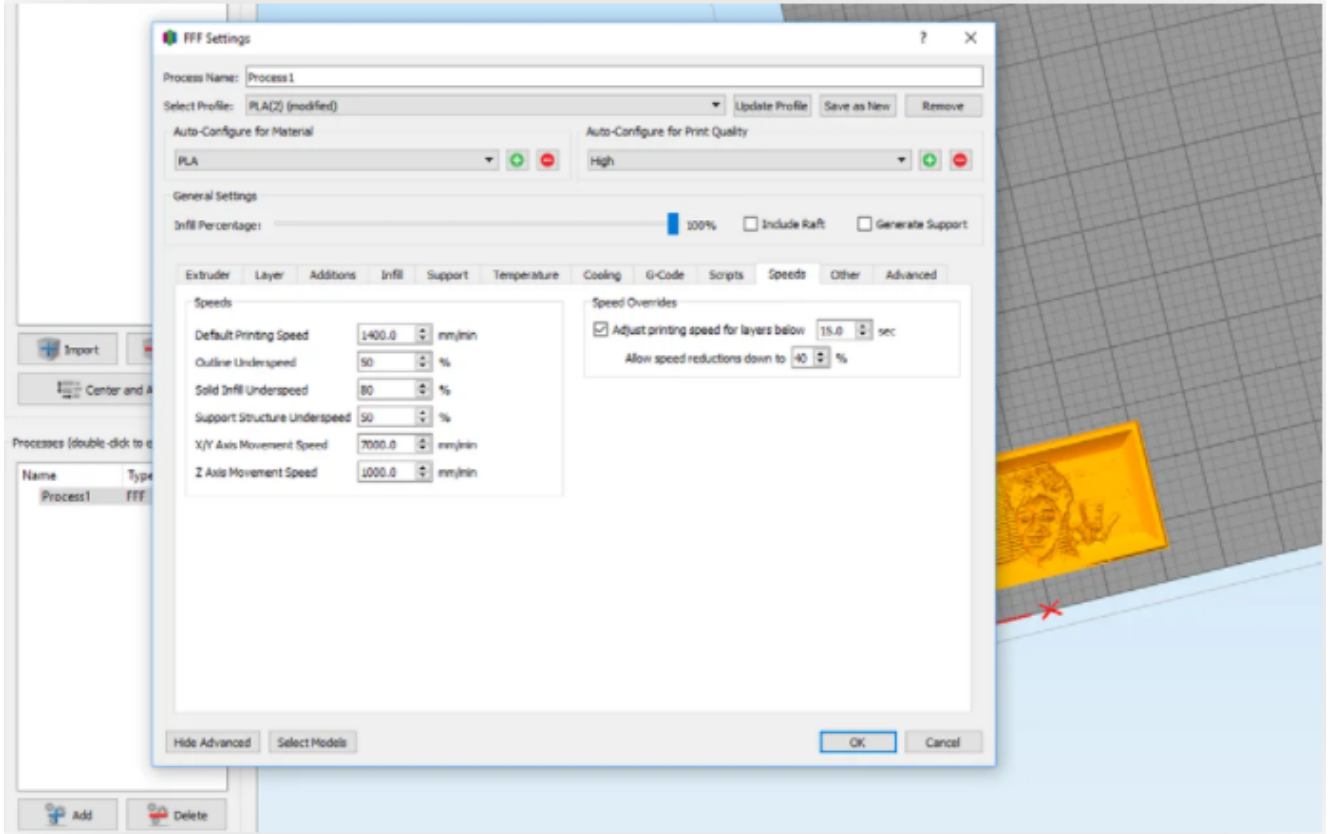 FFF Settings ? X
Process Name: Process1
Select Profile: PLA(2) (modified) Update Profile Save as New Remove
Auto-Configure for Material Auto-Configure for Print Quality
PLA High
General Settings
Infill Percentage: 100% Include Raft Generate Support
Extruder Layer Additions Infill Support Temperature Cooling G-Code Scripts Speeds Other Advanced
Speeds Speed Overrides
Default Printing Speed 1400.0 mm/min Adjust printing speed for layers below 15.0 sec
Outline Underspeed 50 % Allow speed reductions down to 40 %
Solid Infill Underspeed 80 %
Support Structure Underspeed 50 %
X/Y Axis Movement Speed 7000.0 mm/min
Z Axis Movement Speed 1000.0 mm/min
Hide Advanced Select Models OK Cancel
Import
Center and A
Processes (double-click to e
Name Type
Process1 FFF
Add Delete